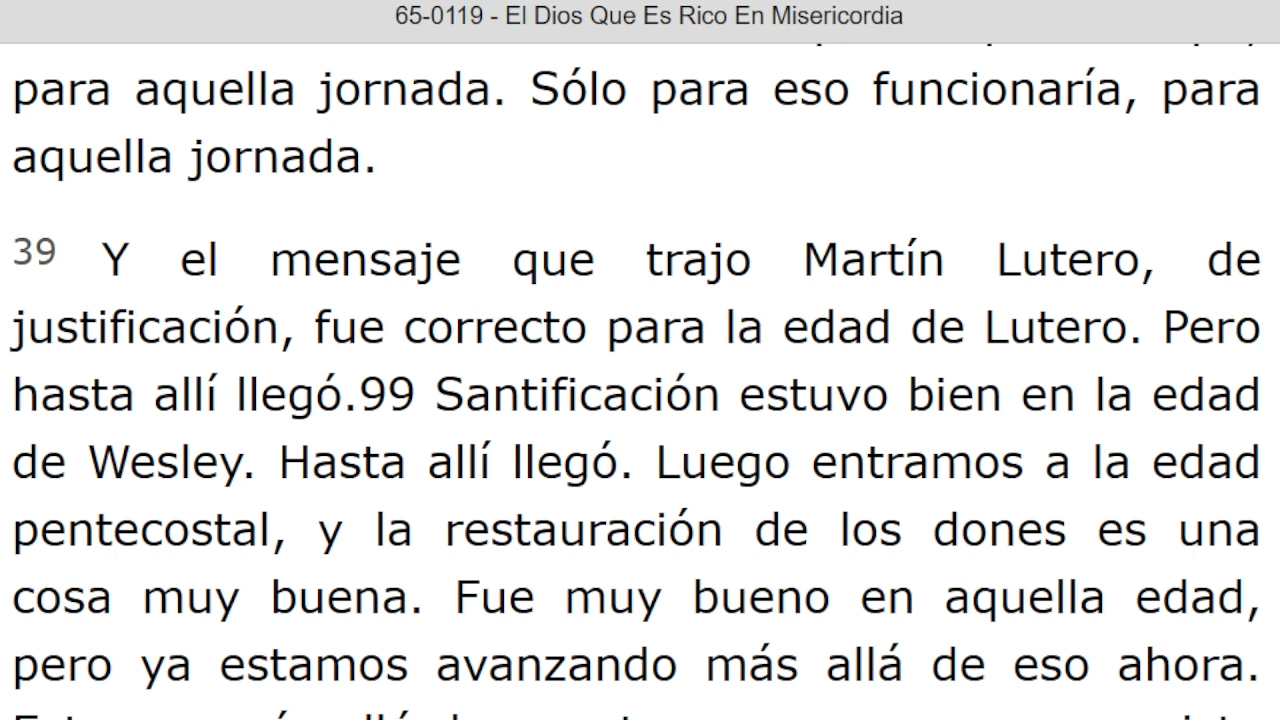 65-0119 - El Dios Que Es Rico En Misericordia
para aquella jornada. Sólo para eso funcionaría, para
aquella jornada.
39 Y el mensaje que trajo Martín Lutero, de
justificación, fue correcto para la edad de Lutero. Pero
hasta allí llegó.99 Santificación estuvo bien en la edad
de Wesley. Hasta allí llegó. Luego entramos a la edad
pentecostal, y la restauración de los dones es una
cosa muy buena. Fue muy bueno en aquella edad,
pero ya estamos avanzando más allá de eso ahora.